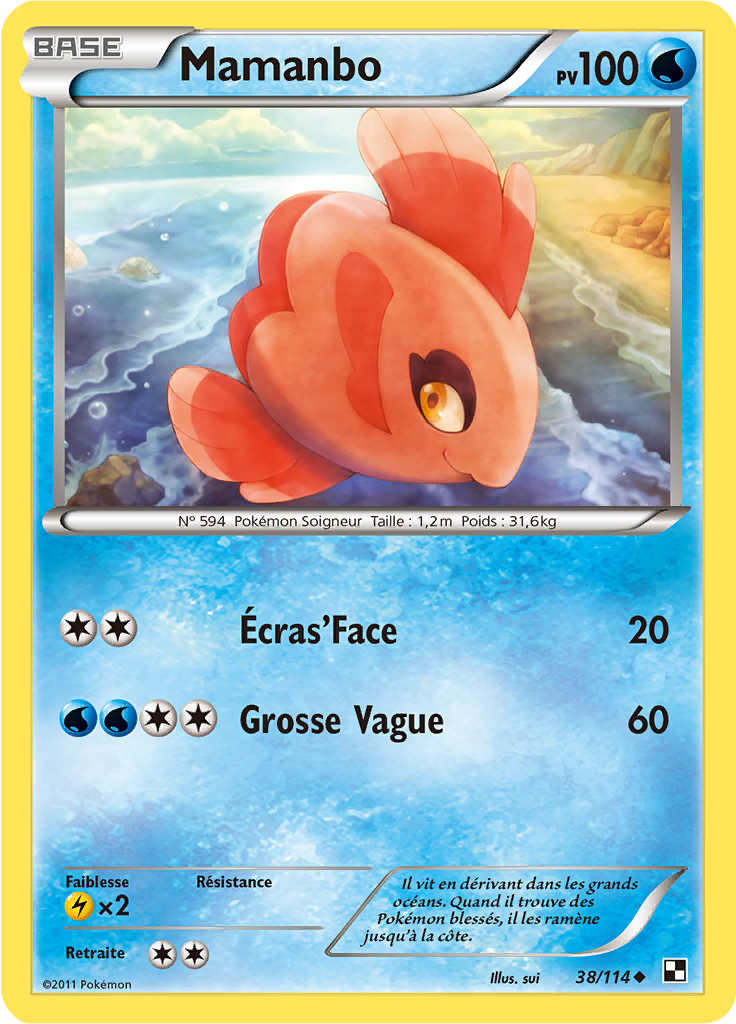 BASE
Mamanbo
PV100
N° 594 Pokémon Soigneur Taille : 1,2m Poids : 31,6kg
Écras’Face 20
Grosse Vague 60
Faiblesse
×2
Résistance
Retraite
Il vit en dérivant dans les grands
océans. Quand il trouve des
Pokémon blessés, il les ramène
jusqu’à la côte.
©2011 Pokémon
Illus. sui
38/114